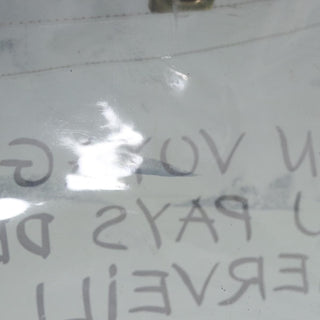 N VOYAG
U PAYS D
ERVEIL